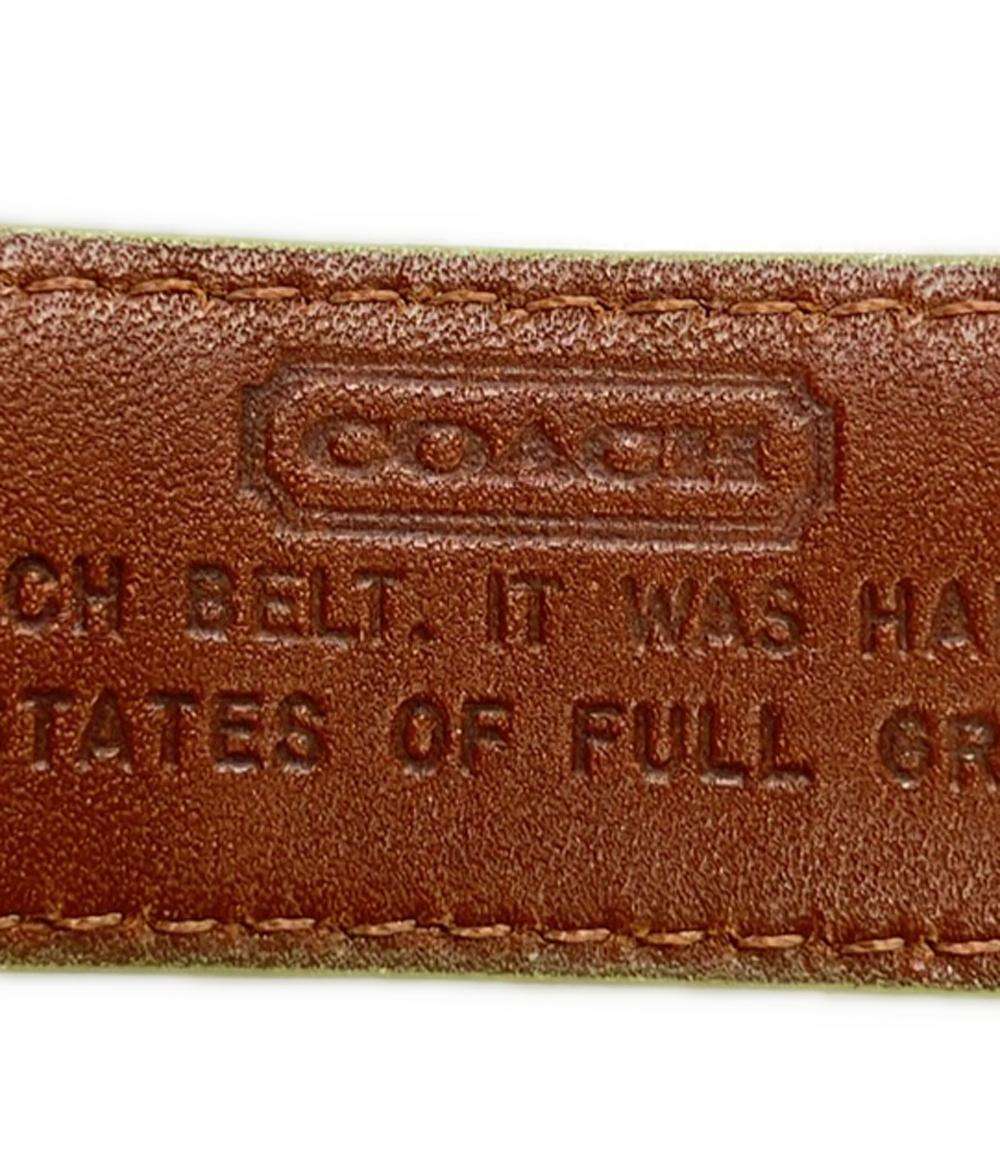 COACH
CH BELT. IT WAS HA
TATES OF FULL GR